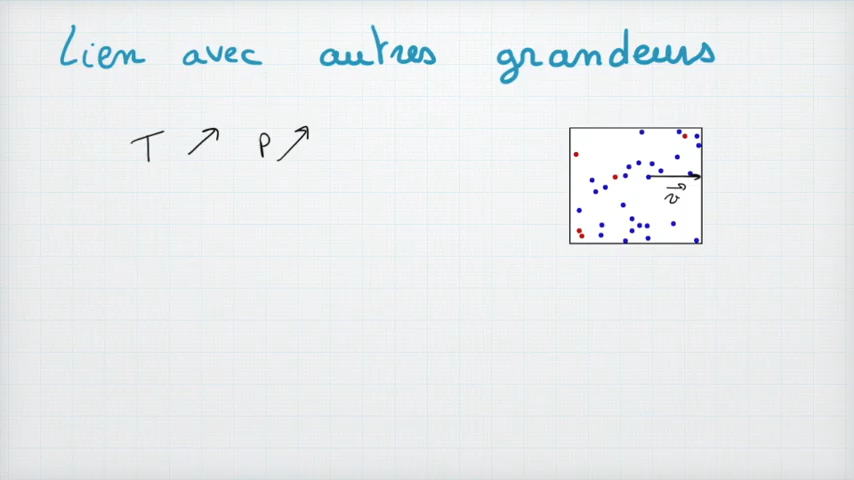 Lien avec autres grandeurs
T ↗ P ↗
v⃗